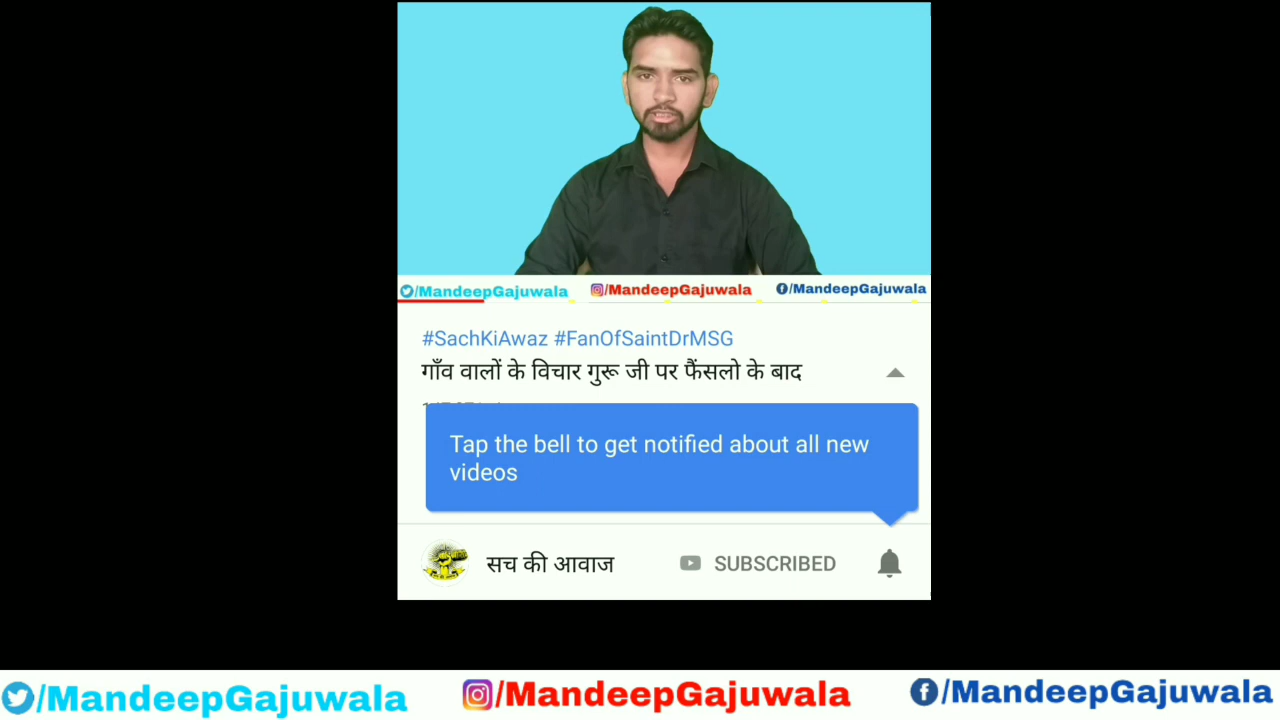 /MandeepGajuwala /MandeepGajuwala /MandeepGajuwala
#SachKiAwaz #FanOfSaintDrMSG
गाँव वालों के विचार गुरू जी पर फैंसलो के बाद
Tap the bell to get notified about all new
videos
सच की आवाज SUBSCRIBED
/MandeepGajuwala /MandeepGajuwala /MandeepGajuwala